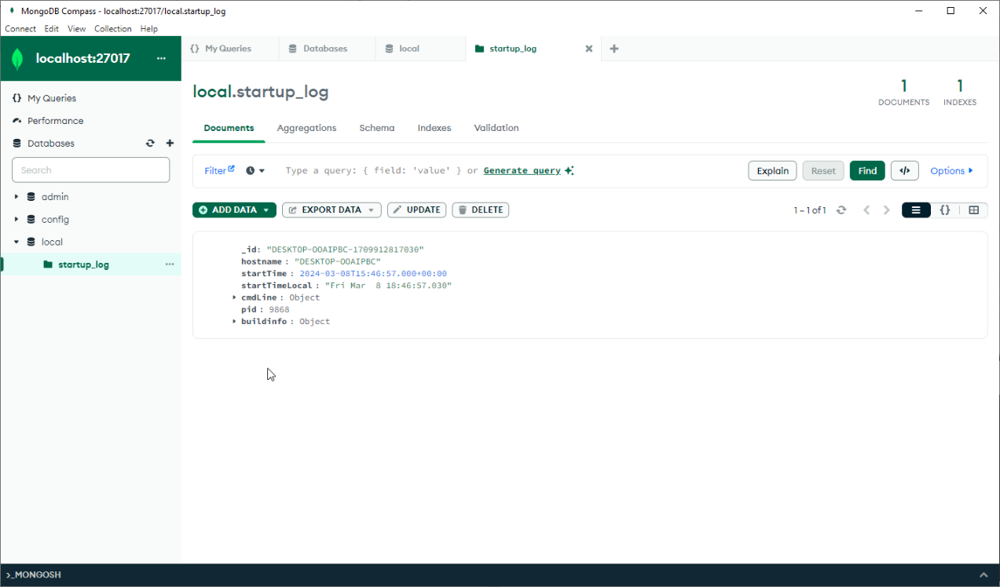 MongoDB Compass - localhost:27017/local.startup_log
Connect Edit View Collection Help
localhost:27017 ...
My Queries
Performance
Databases
Search
admin
config
local
startup_log ...
{} My Queries
Databases
local
startup_log
local.startup_log
1
DOCUMENTS
1
INDEXES
Documents Aggregations Schema Indexes Validation
Filter Type a query: { field: 'value' } or Generate query Explain Reset Find </> Options
ADD DATA EXPORT DATA UPDATE DELETE 1 – 1 of 1 {}
_id: "DESKTOP-OOAIPBC-1709912817030"
hostname : "DESKTOP-OOAIPBC"
startTime : 2024-03-08T15:46:57.000+00:00
startTimeLocal : "Fri Mar  8 18:46:57.030"
cmdLine : Object
pid : 9868
buildinfo : Object
>_MONGOSH